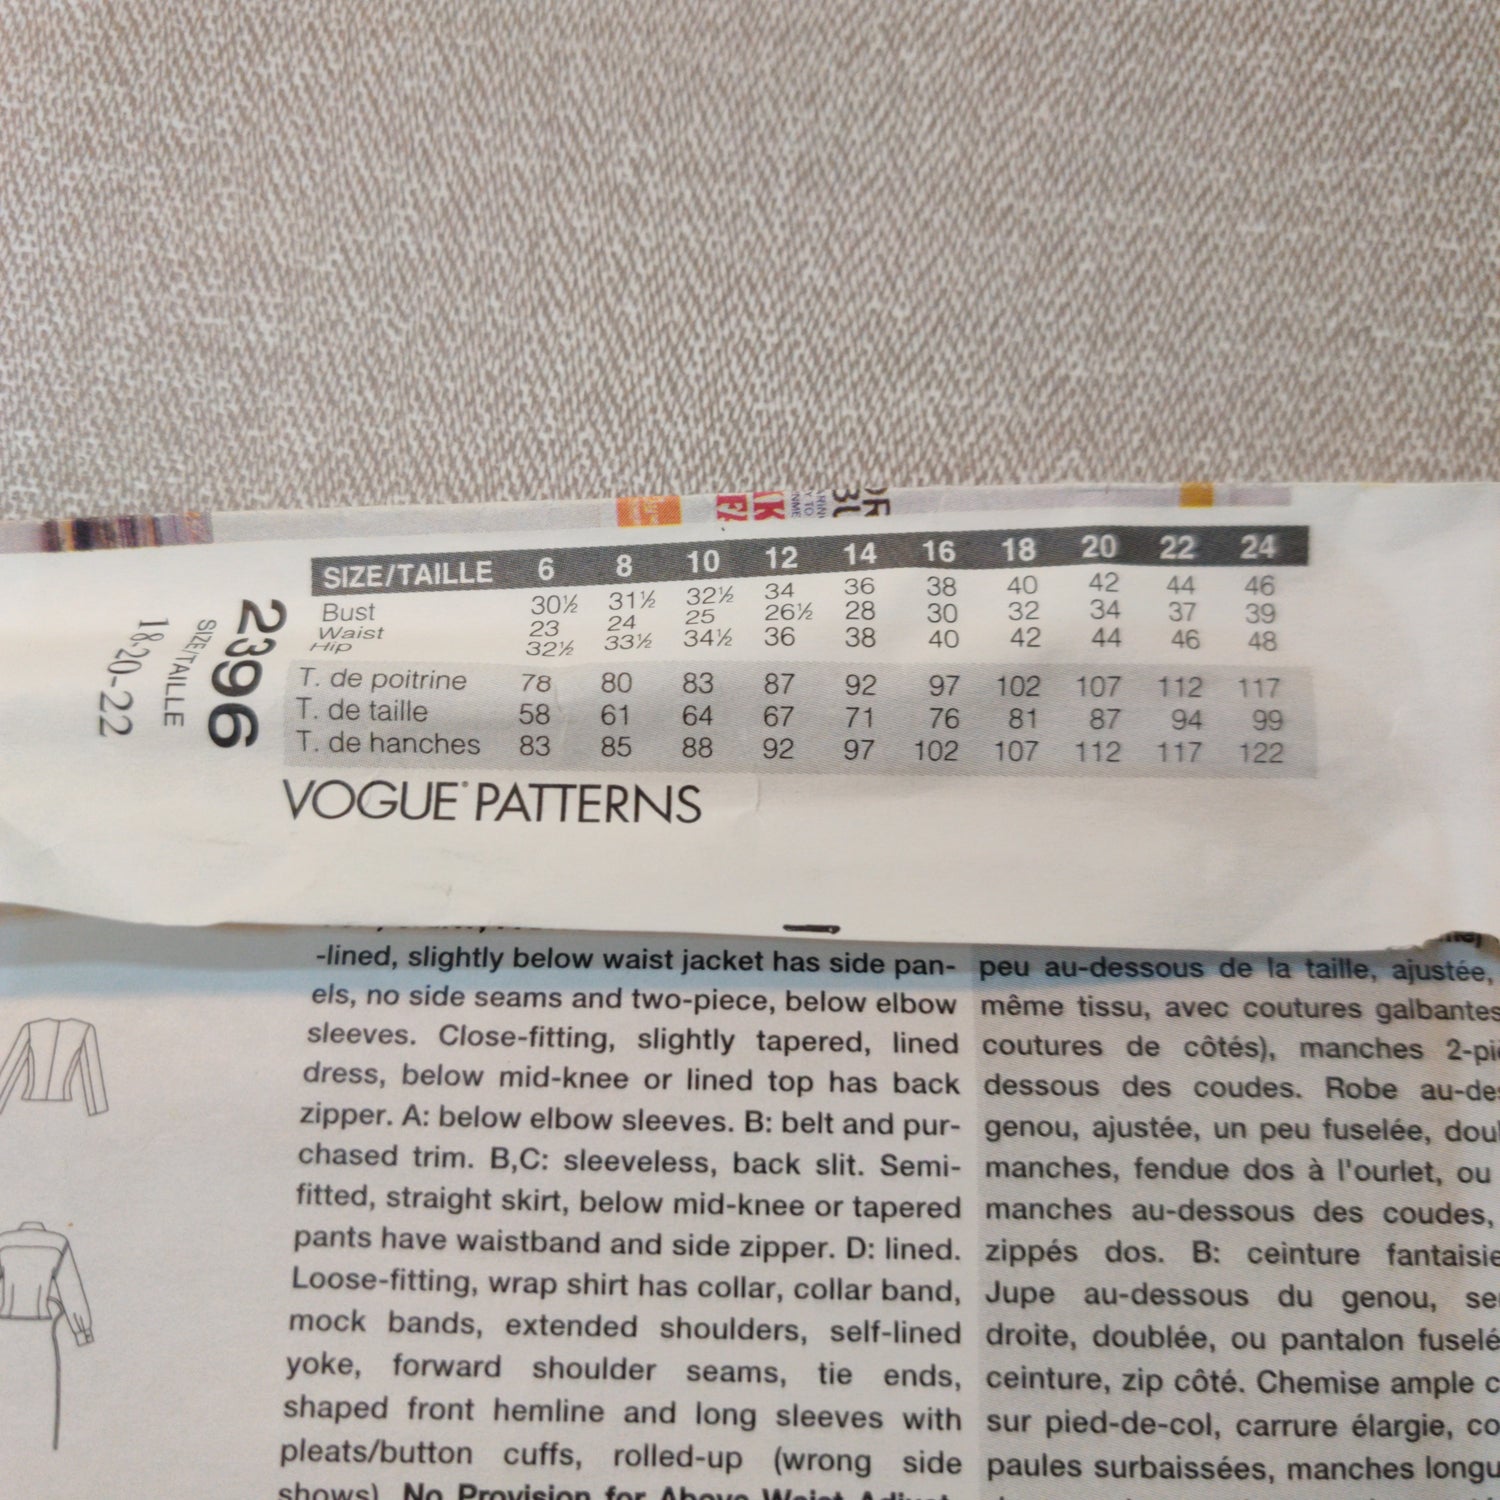 SIZE/TAILLE 6 8 10 12 14 16 18 20 22 24
Bust 30½ 31½ 32½ 34 36 38 40 42 44 46
Waist 23 24 25 26½ 28 30 32 34 37 39
Hip 32½ 33½ 34½ 36 38 40 42 44 46 48
T. de poitrine 78 80 83 87 92 97 102 107 112 117
T. de taille 58 61 64 67 71 76 81 87 94 99
T. de hanches 83 85 88 92 97 102 107 112 117 122
VOGUE® PATTERNS
2396
SIZE/TAILLE
18-20-22
-lined, slightly below waist jacket has side pan-
els, no side seams and two-piece, below elbow
sleeves. Close-fitting, slightly tapered, lined
dress, below mid-knee or lined top has back
zipper. A: below elbow sleeves. B: belt and pur-
chased trim. B,C: sleeveless, back slit. Semi-
fitted, straight skirt, below mid-knee or tapered
pants have waistband and side zipper. D: lined.
Loose-fitting, wrap shirt has collar, collar band,
mock bands, extended shoulders, self-lined
yoke, forward shoulder seams, tie ends,
shaped front hemline and long sleeves with
pleats/button cuffs, rolled-up (wrong side
shows). No Provision for Above Waist Adjust-
peu au-dessous de la taille, ajustée,
même tissu, avec coutures galbantes
coutures de côtés), manches 2-piè
dessous des coudes. Robe au-des
genou, ajustée, un peu fuselée, doub
manches, fendue dos à l'ourlet, ou
manches au-dessous des coudes,
zippés dos. B: ceinture fantaisie
Jupe au-dessous du genou, se
droite, doublée, ou pantalon fuselé
ceinture, zip côté. Chemise ample c
sur pied-de-col, carrure élargie, co
paules surbaissées, manches longu